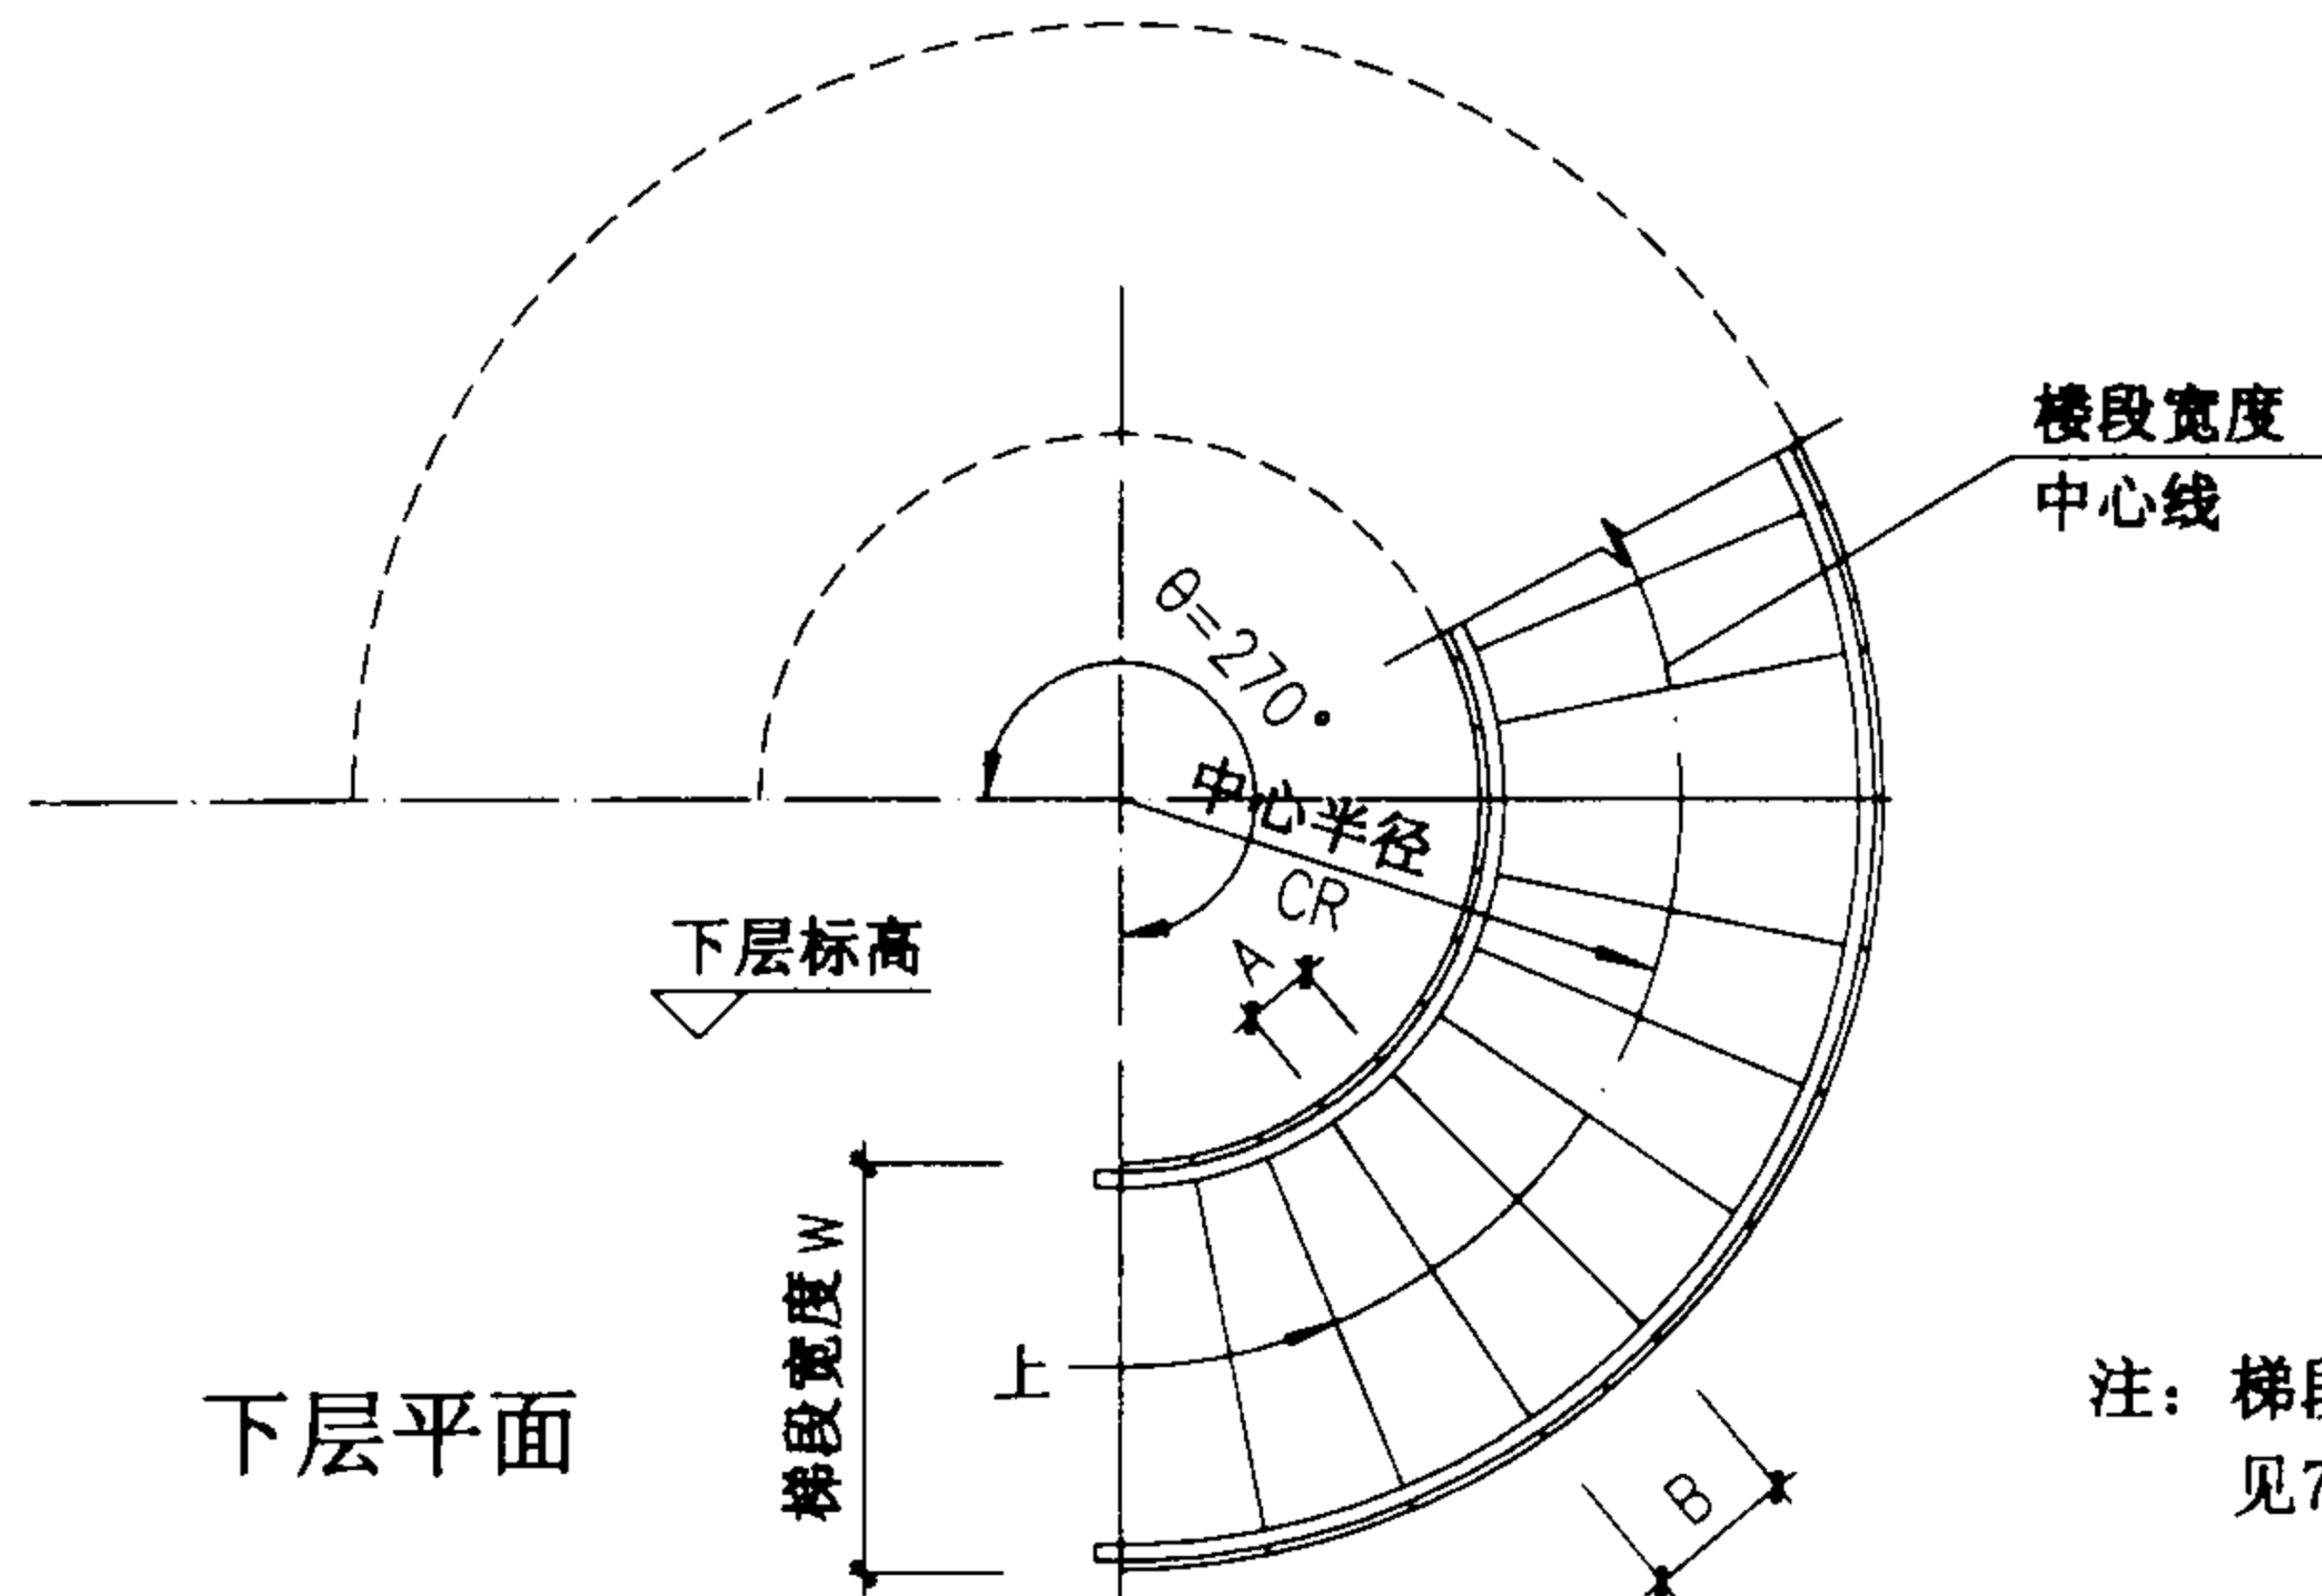 楼段宽度
中心线
θ=270°
中心半径
CR
A
下层标高
梯段宽度 W
上
下层平面
B
注：梯段
见7